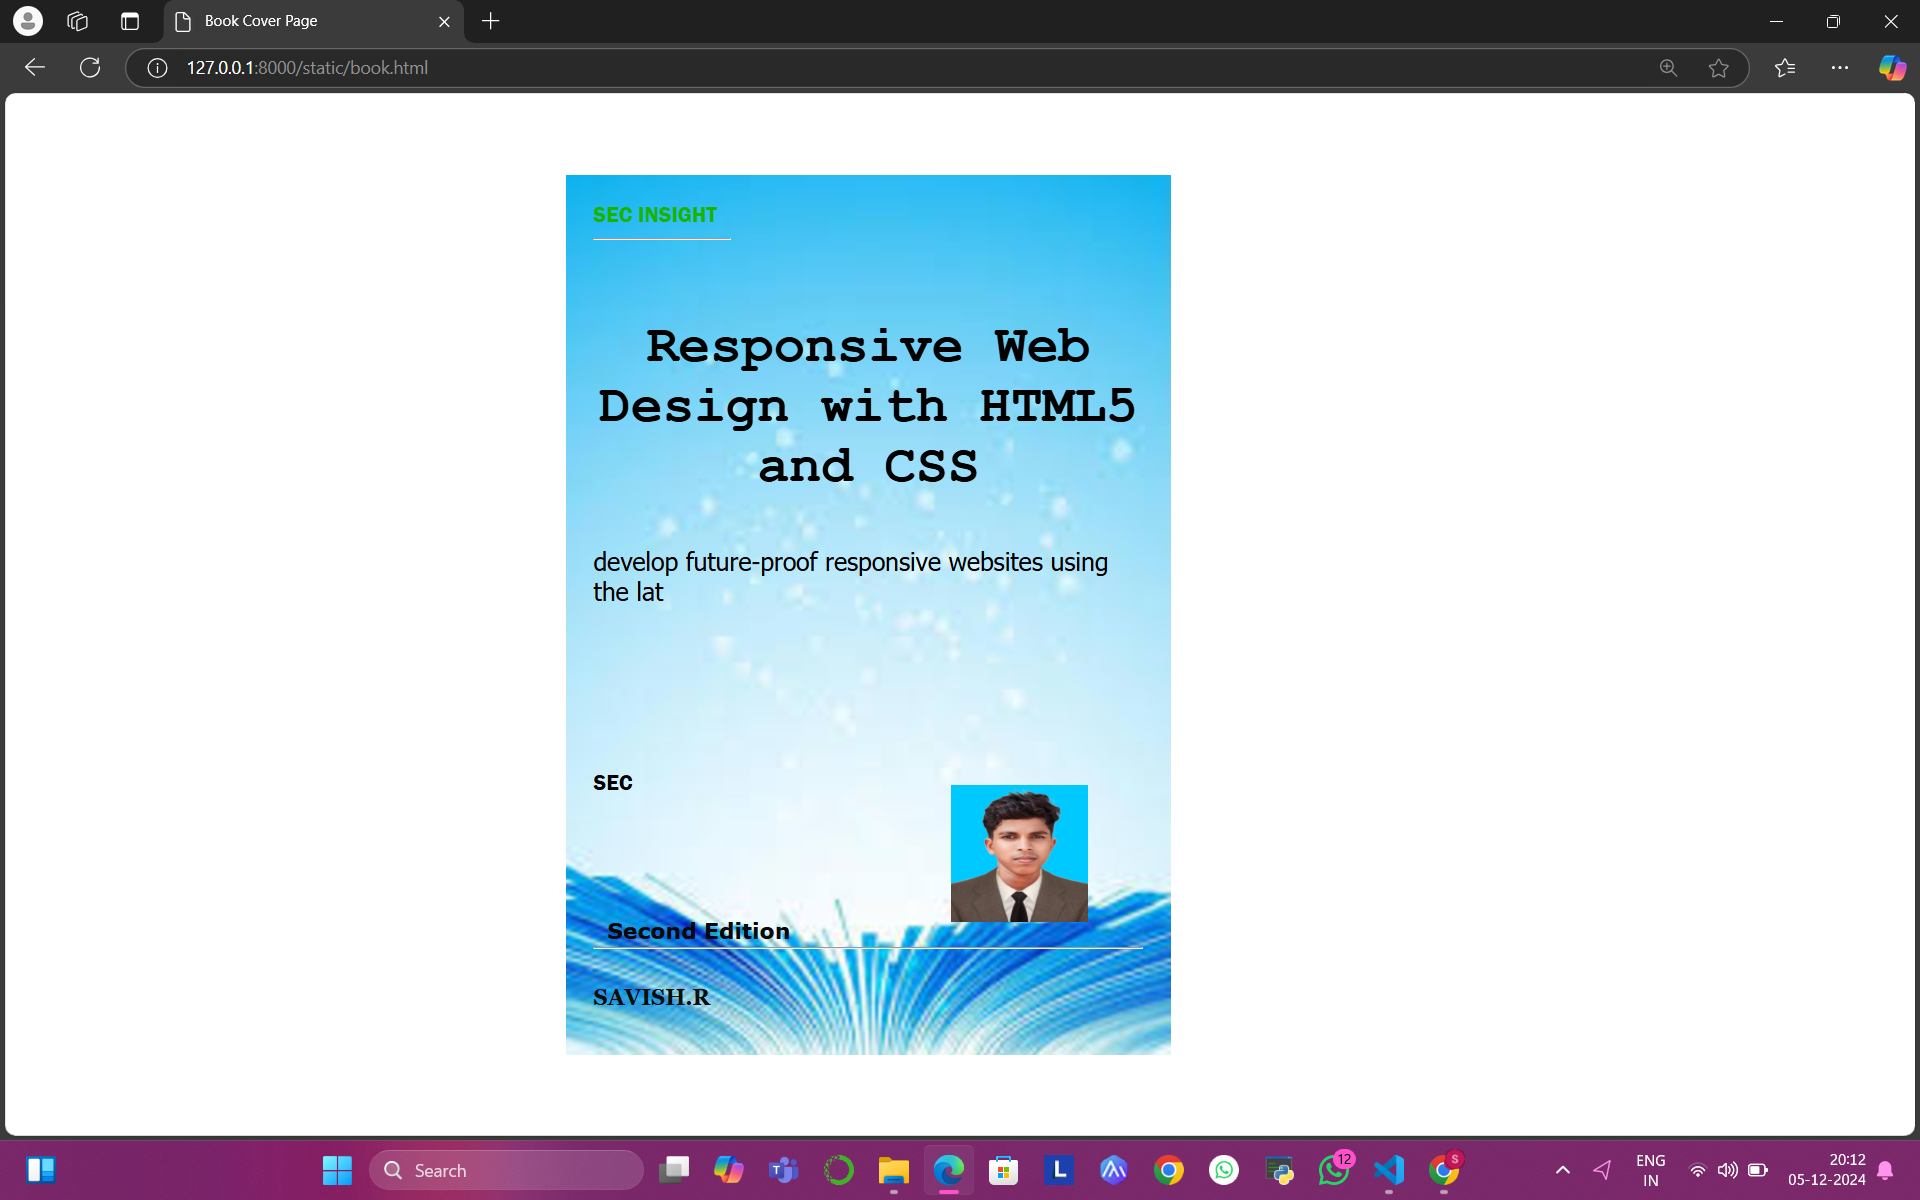 Book Cover Page
127.0.0.1:8000/static/book.html
SEC INSIGHT
Responsive Web
Design with HTML5
and CSS
develop future-proof responsive websites using
the lat
SEC
Second Edition
SAVISH.R
Search
L
12
S
ENG
IN
20:12
05-12-2024